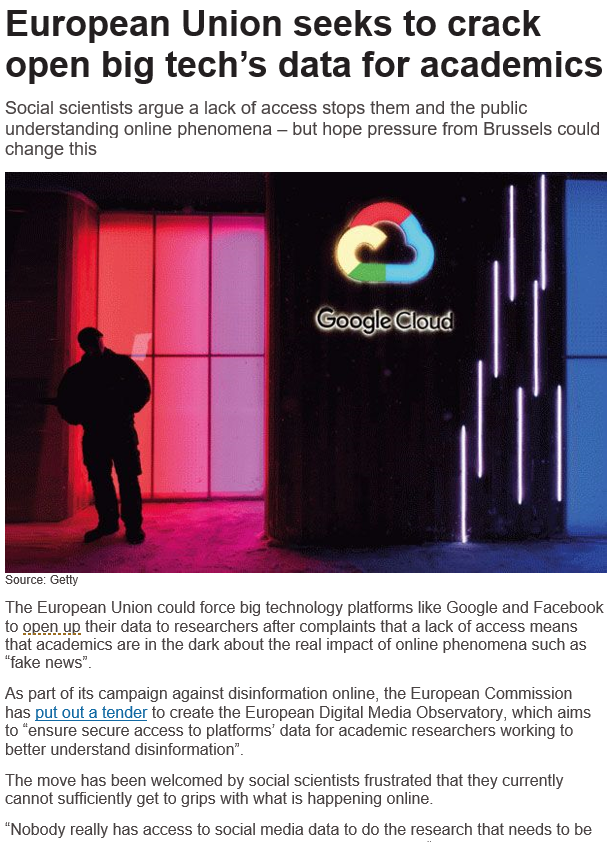 European Union seeks to crack
open big tech’s data for academics
Social scientists argue a lack of access stops them and the public
understanding online phenomena – but hope pressure from Brussels could
change this
Google Cloud
Source: Getty
The European Union could force big technology platforms like Google and Facebook
to open up their data to researchers after complaints that a lack of access means
that academics are in the dark about the real impact of online phenomena such as
“fake news”.
As part of its campaign against disinformation online, the European Commission
has put out a tender to create the European Digital Media Observatory, which aims
to “ensure secure access to platforms’ data for academic researchers working to
better understand disinformation”.
The move has been welcomed by social scientists frustrated that they currently
cannot sufficiently get to grips with what is happening online.
“Nobody really has access to social media data to do the research that needs to be